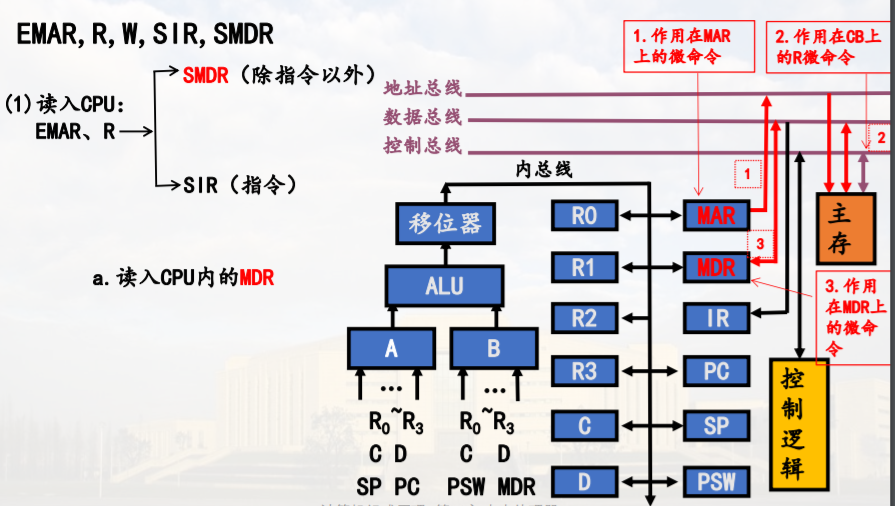 EMAR,R,W,SIR,SMDR
(1)读入CPU:
EMAR、R
SMDR（除指令以外）
SIR（指令）
a.读入CPU内的MDR
1.作用在MAR
上的微命令
2.作用在CB上
的R微命令
地址总线
数据总线
控制总线
2
内总线
1
移位器
R0
MAR
主
存
3
ALU
R1
MDR
3.作用
在MDR上
的微命
令
R2
IR
A
B
R3
PC
控
制
逻
辑
... ...
R0~R3 R0~R3
C D C D
SP PC PSW MDR
C
SP
D
PSW